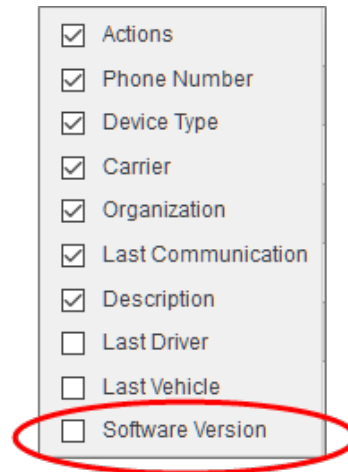 Actions
Phone Number
Device Type
Carrier
Organization
Last Communication
Description
Last Driver
Last Vehicle
Software Version